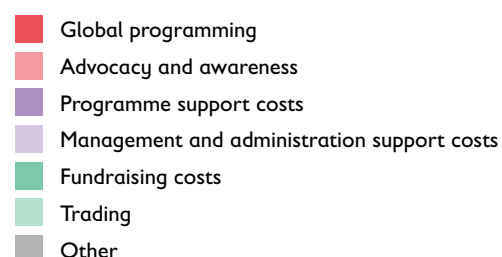 Global programming
Advocacy and awareness
Programme support costs
Management and administration support costs
Fundraising costs
Trading
Other